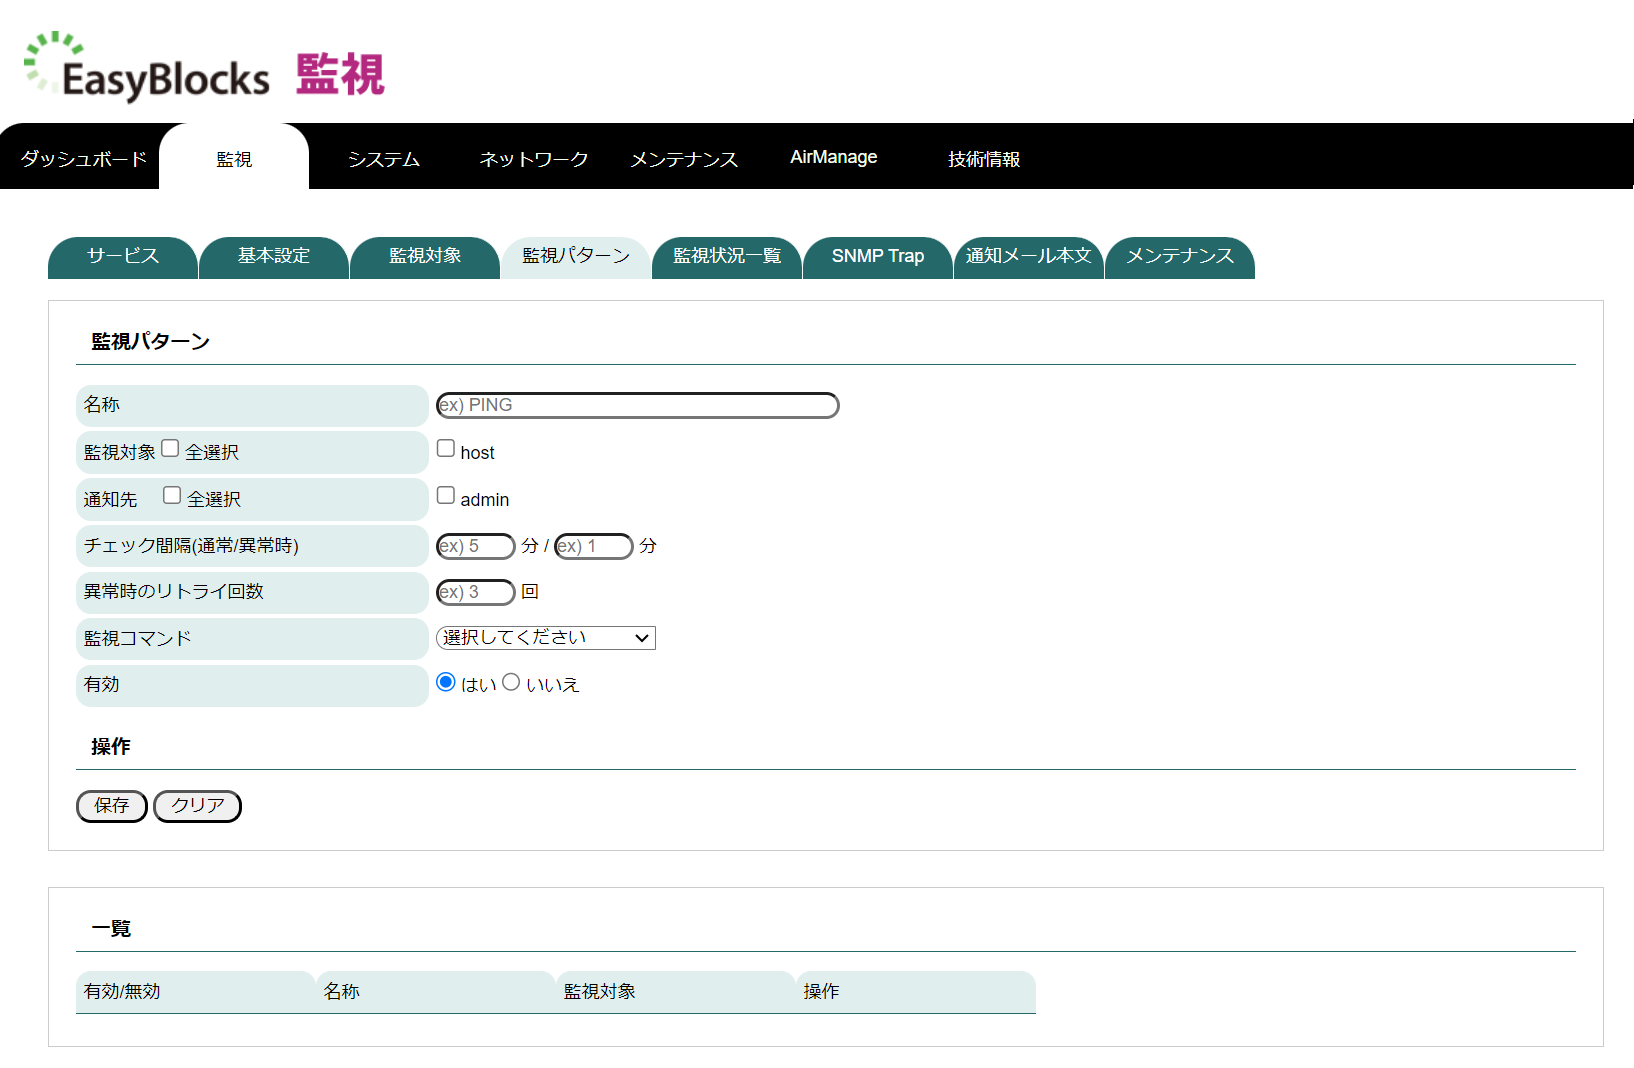 EasyBlocks 監視
ダッシュボード 監視 システム ネットワーク メンテナンス AirManage 技術情報
サービス 基本設定 監視対象 監視パターン 監視状況一覧 SNMP Trap 通知メール本文 メンテナンス
監視パターン
名称 ex) PING
監視対象 全選択 host
通知先 全選択 admin
チェック間隔(通常/異常時) ex) 5 分 / ex) 1 分
異常時のリトライ回数 ex) 3 回
監視コマンド 選択してください
有効 はい いいえ
操作
保存 クリア
一覧
有効/無効 名称 監視対象 操作